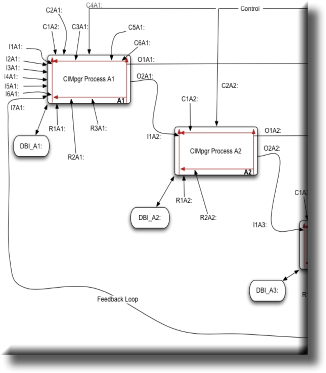 C4A1:
C2A1:
Control
C1A2:
C3A1:
C5A1:
C6A1:
I1A1:
O1A1:
I2A1:
I3A1:
I4A1:
I5A1:
I6A1:
I7A1:
CIMpgr Process A1
A1
O2A1:
C2A2:
C1A2:
R1A1:
R3A1:
I1A2:
O1A2:
DBI_A1:
R2A1:
CIMpgr Process A2
O2A2:
A2
C1A
R1A2:
R2A2:
DBI_A2:
I1A3:
DBI_A3:
Feedback Loop